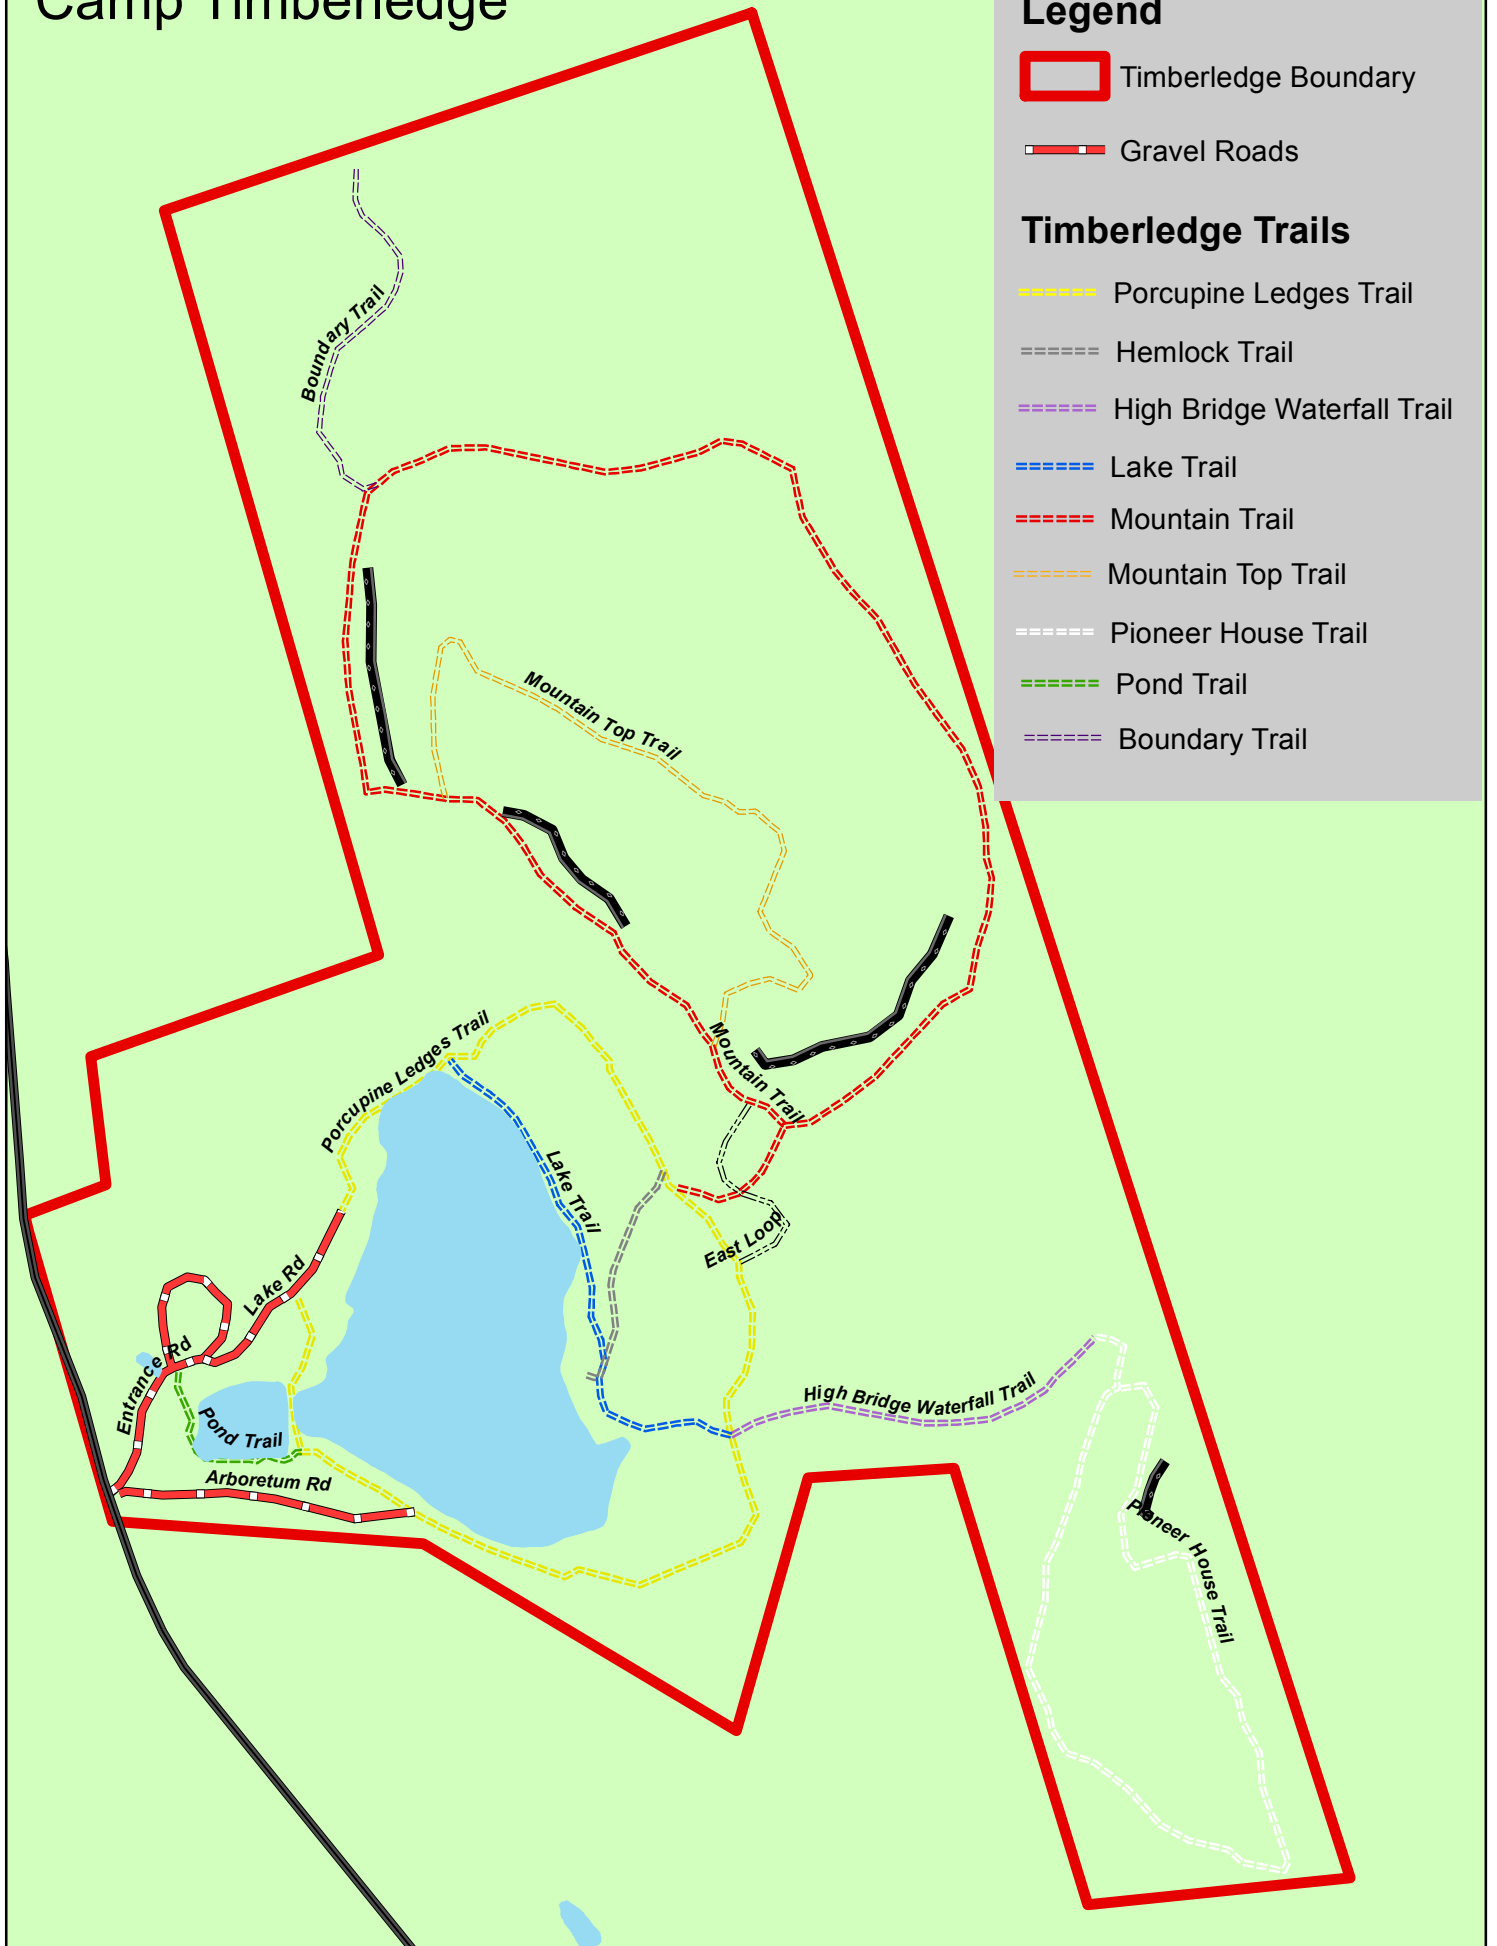 Camp Timberledge
Legend
Timberledge Boundary
Gravel Roads
Timberledge Trails
Porcupine Ledges Trail
Hemlock Trail
High Bridge Waterfall Trail
Lake Trail
Mountain Trail
Mountain Top Trail
Pioneer House Trail
Pond Trail
Boundary Trail
Boundary Trail
Mountain Top Trail
Porcupine Ledges Trail
Mountain Trail
Lake Trail
East Loop
Lake Rd
Entrance Rd
Pond Trail
Arboretum Rd
High Bridge Waterfall Trail
Pioneer House Trail